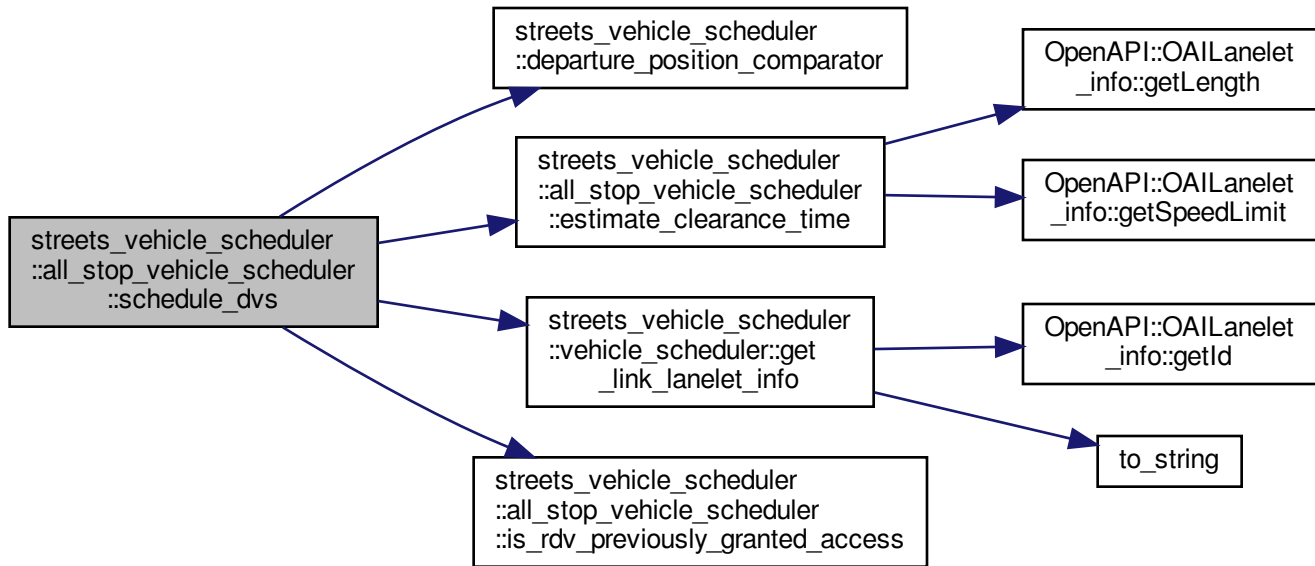 streets_vehicle_scheduler
::all_stop_vehicle_scheduler
::schedule_dvs
streets_vehicle_scheduler
::departure_position_comparator
streets_vehicle_scheduler
::all_stop_vehicle_scheduler
::estimate_clearance_time
streets_vehicle_scheduler
::vehicle_scheduler::get
_link_lanelet_info
streets_vehicle_scheduler
::all_stop_vehicle_scheduler
::is_rdv_previously_granted_access
OpenAPI::OAILanelet
_info::getLength
OpenAPI::OAILanelet
_info::getSpeedLimit
OpenAPI::OAILanelet
_info::getId
to_string